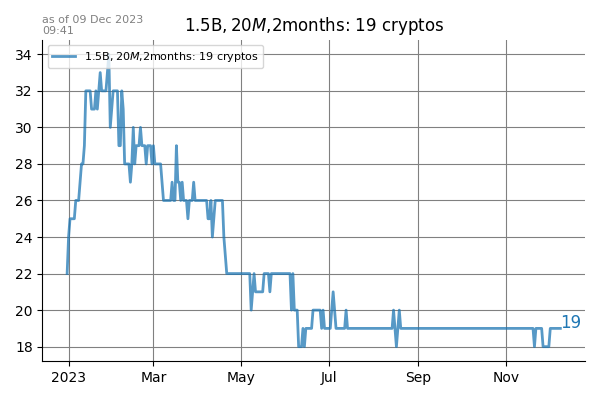 as of 09 Dec 2023
09:41
1.5B,20M,2months: 19 cryptos
1.5B,20M,2months: 19 cryptos
34
32
30
28
26
24
22
20
18
19
2023 Mar May Jul Sep Nov